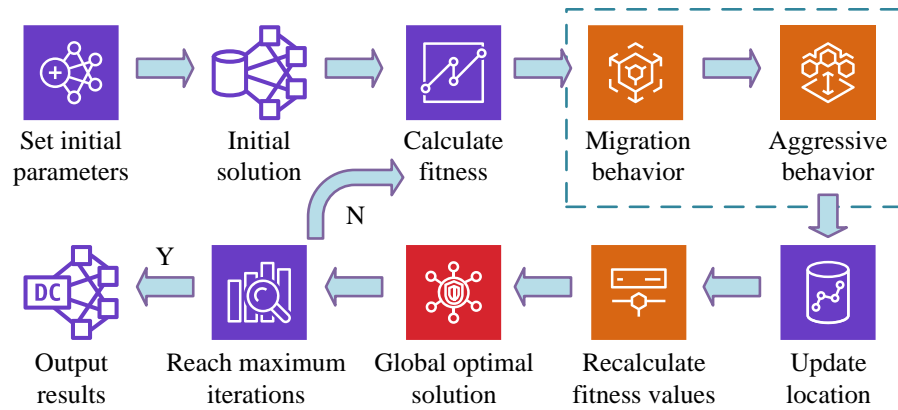 Set initial
parameters
Initial
solution
Calculate
fitness
Migration
behavior
Aggressive
behavior
N
Y
DC
Output
results
Reach maximum
iterations
Global optimal
solution
Recalculate
fitness values
Update
location